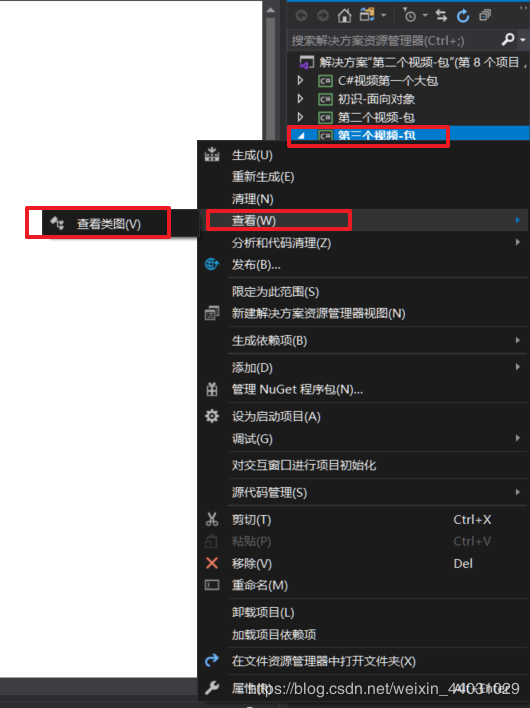 搜索解决方案资源管理器(Ctrl+;)
解决方案"第二个视频-包"(第 8 个项目,
C#视频第一个大包
初识-面向对象
第二个视频-包
第三个视频-包
生成(U)
重新生成(E)
清理(N)
查看(W)
查看类图(V)
分析和代码清理(Z)
发布(B)...
限定为此范围(S)
新建解决方案资源管理器视图(N)
生成依赖项(B)
添加(D)
管理 NuGet 程序包(N)...
设为启动项目(A)
调试(G)
对交互窗口进行项目初始化
源代码管理(S)
剪切(T) Ctrl+X
粘贴(P) Ctrl+V
移除(V) Del
重命名(M)
卸载项目(L)
加载项目依赖项
在文件资源管理器中打开文件夹(X)
属性(R) Alt+Enter
https://blog.csdn.net/weixin_44031029